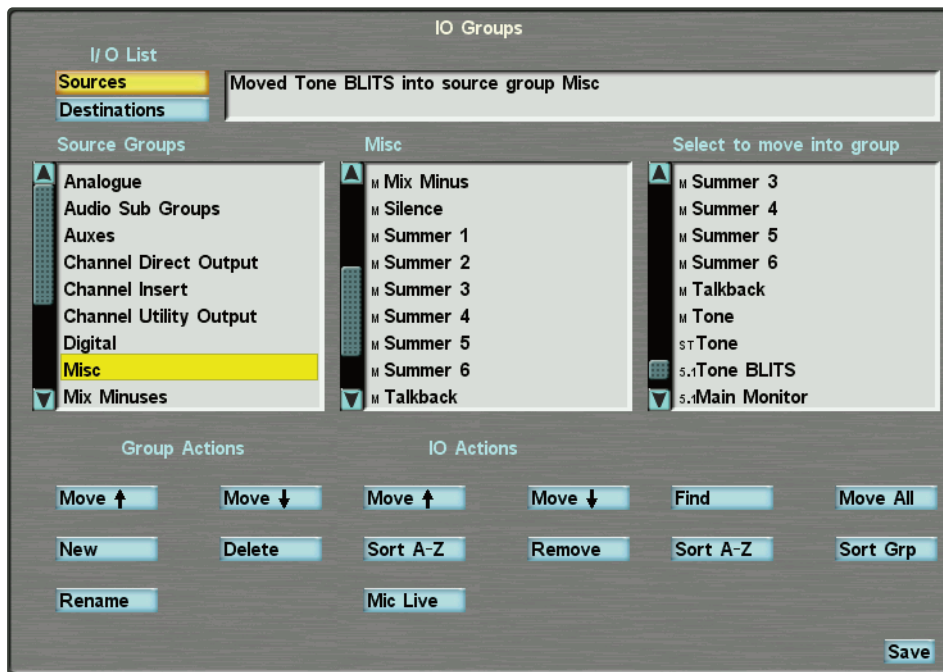 IO Groups
I/O List
Sources
Destinations
Moved Tone BLITS into source group Misc
Source Groups
Analogue
Audio Sub Groups
Auxes
Channel Direct Output
Channel Insert
Channel Utility Output
Digital
Misc
Mix Minuses
Misc
M Mix Minus
M Silence
M Summer 1
M Summer 2
M Summer 3
M Summer 4
M Summer 5
M Summer 6
M Talkback
Select to move into group
M Summer 3
M Summer 4
M Summer 5
M Summer 6
M Talkback
M Tone
ST Tone
5.1 Tone BLITS
5.1 Main Monitor
Group Actions
Move ↑
Move ↓
New
Delete
Rename
IO Actions
Move ↑
Move ↓
Sort A-Z
Remove
Mic Live
Find
Move All
Sort A-Z
Sort Grp
Save